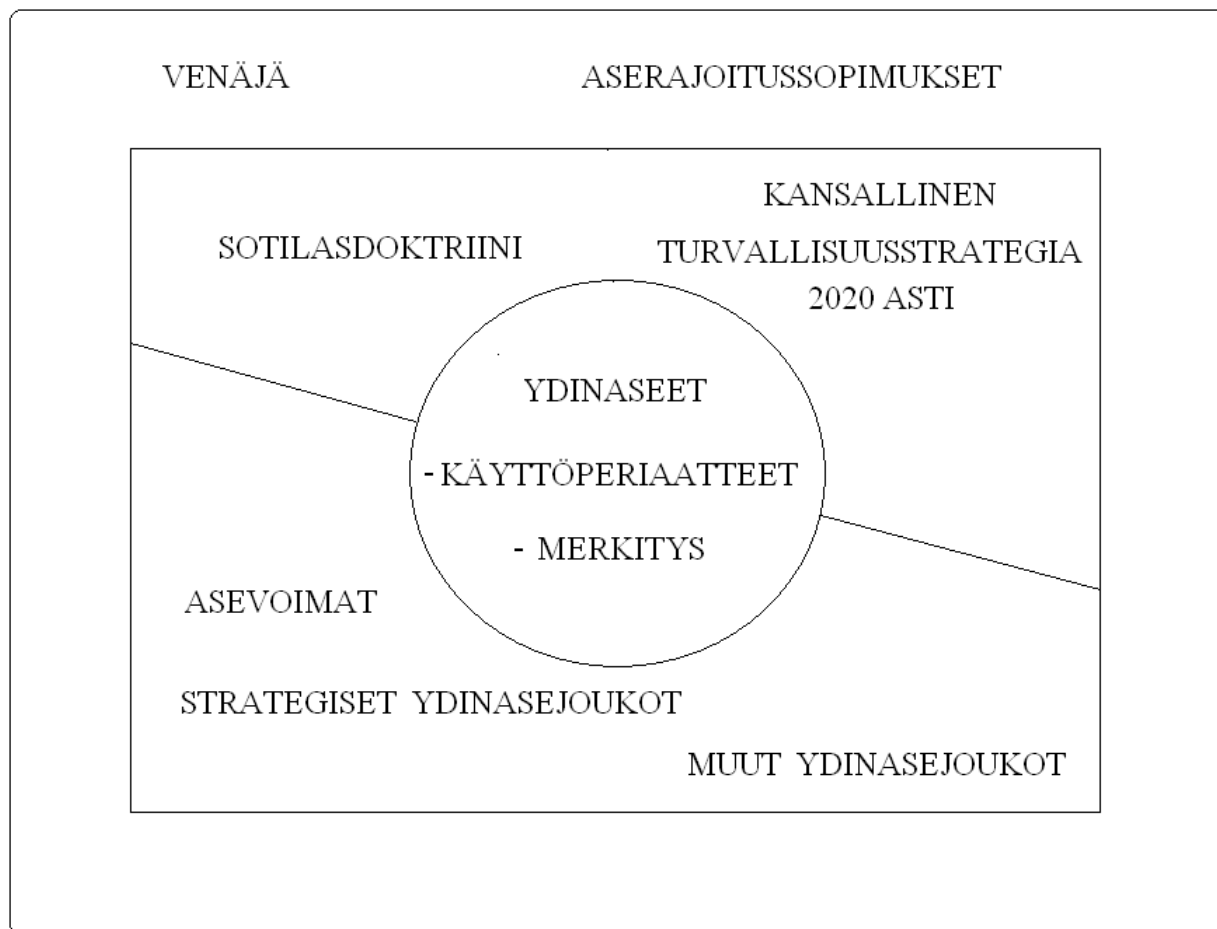 VENÄJÄ ASERAJOITUSSOPIMUKSET
KANSALLINEN
SOTILASDOKTRIINI TURVALLISUUSSTRATEGIA
2020 ASTI
YDINASEET
- KÄYTTÖPERIAATTEET
- MERKITYS
ASEVOIMAT
STRATEGISET YDINASEJOUKOT
MUUT YDINASEJOUKOT